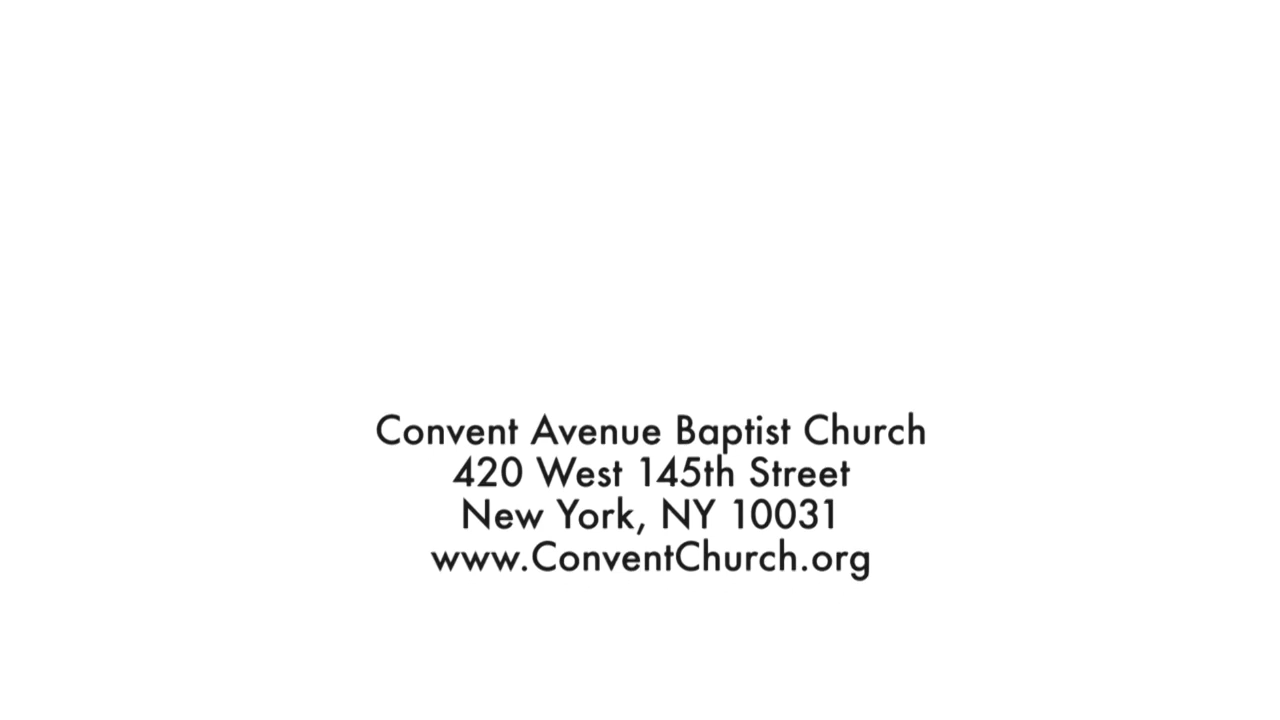 Convent Avenue Baptist Church
420 West 145th Street
New York, NY 10031
www.ConventChurch.org